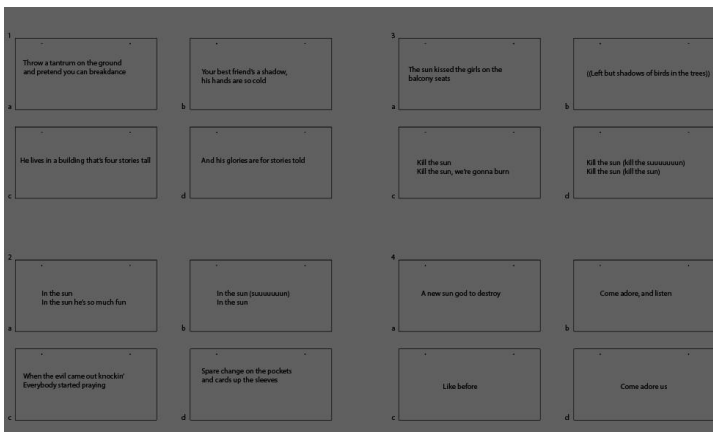 1
Throw a tantrum on the ground
and pretend you can breakdance
a
Your best friend's a shadow,
his hands are so cold
b
He lives in a building that's four stories tall
c
And his glories are for stories told
d
2
In the sun
In the sun he's so much fun
a
In the sun (suuuuuuun)
In the sun
b
When the evil came out knockin'
Everybody started praying
c
Spare change on the pockets
and cards up the sleeves
d
3
The sun kissed the girls on the
balcony seats
a
((Left but shadows of birds in the trees))
b
Kill the sun
Kill the sun, we're gonna burn
c
Kill the sun (kill the suuuuuuun)
Kill the sun (kill the sun)
d
4
A new sun god to destroy
a
Come adore, and listen
b
Like before
c
Come adore us
d